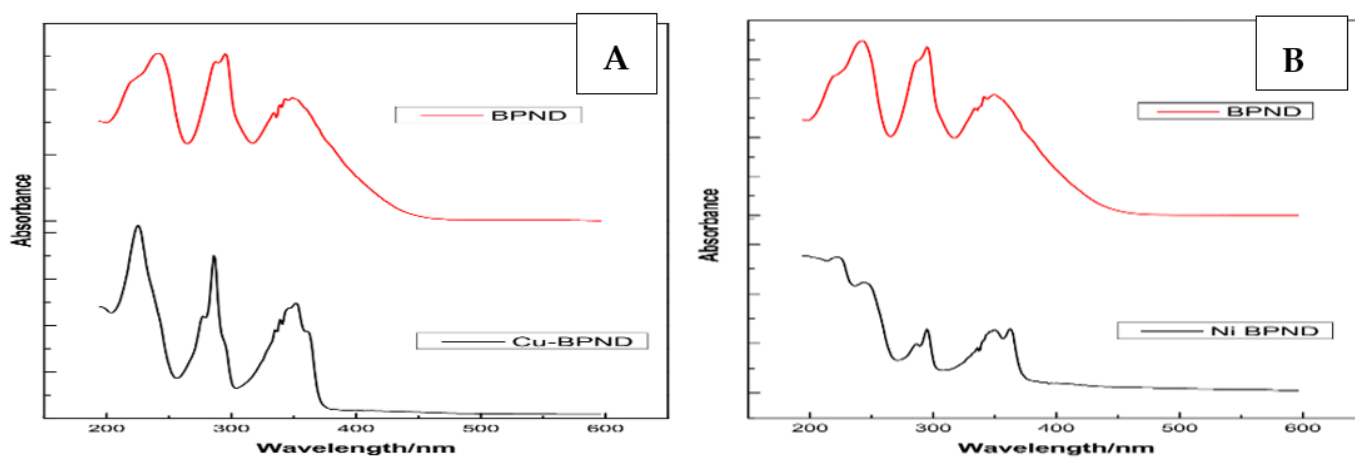 A
BPND
Absorbance
Cu-BPND
200 300 400 500 600
Wavelength/nm
B
BPND
Absorbance
Ni BPND
200 300 400 500 600
Wavelength/nm